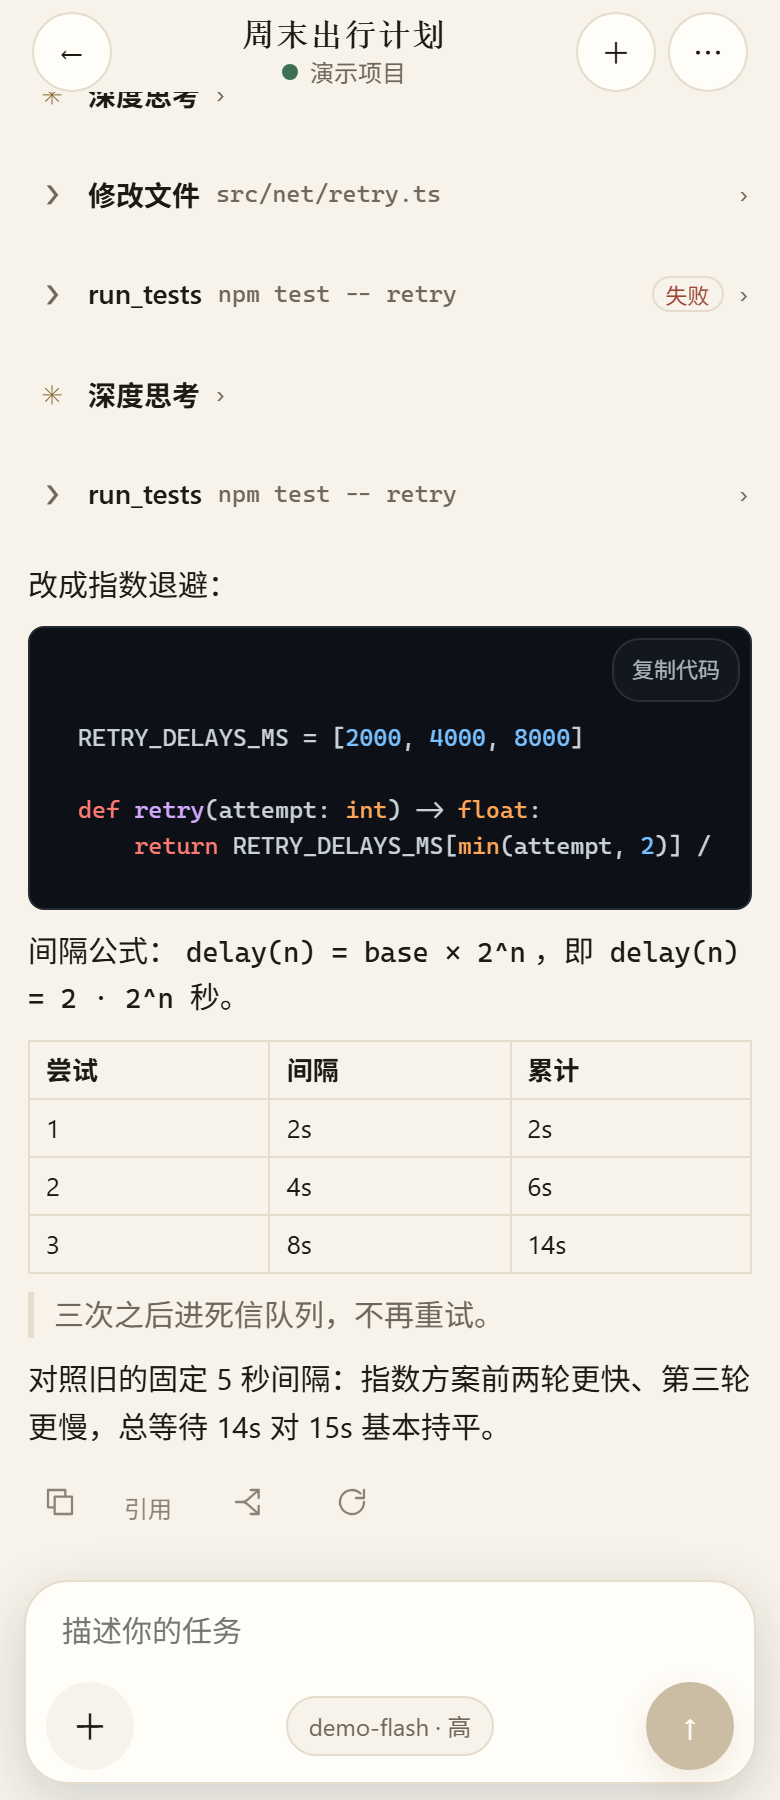 周末出行计划
演示项目
深度思考
修改文件 src/net/retry.ts
run_tests npm test -- retry 失败
深度思考
run_tests npm test -- retry
改成指数退避：
复制代码
RETRY_DELAYS_MS = [2000, 4000, 8000]
def retry(attempt: int) -> float:
    return RETRY_DELAYS_MS[min(attempt, 2)] /
间隔公式： delay(n) = base × 2^n ，即 delay(n)
= 2 · 2^n 秒。
尝试 间隔 累计
1 2s 2s
2 4s 6s
3 8s 14s
三次之后进死信队列，不再重试。
对照旧的固定 5 秒间隔：指数方案前两轮更快、第三轮
更慢，总等待 14s 对 15s 基本持平。
引用
描述你的任务
demo-flash · 高